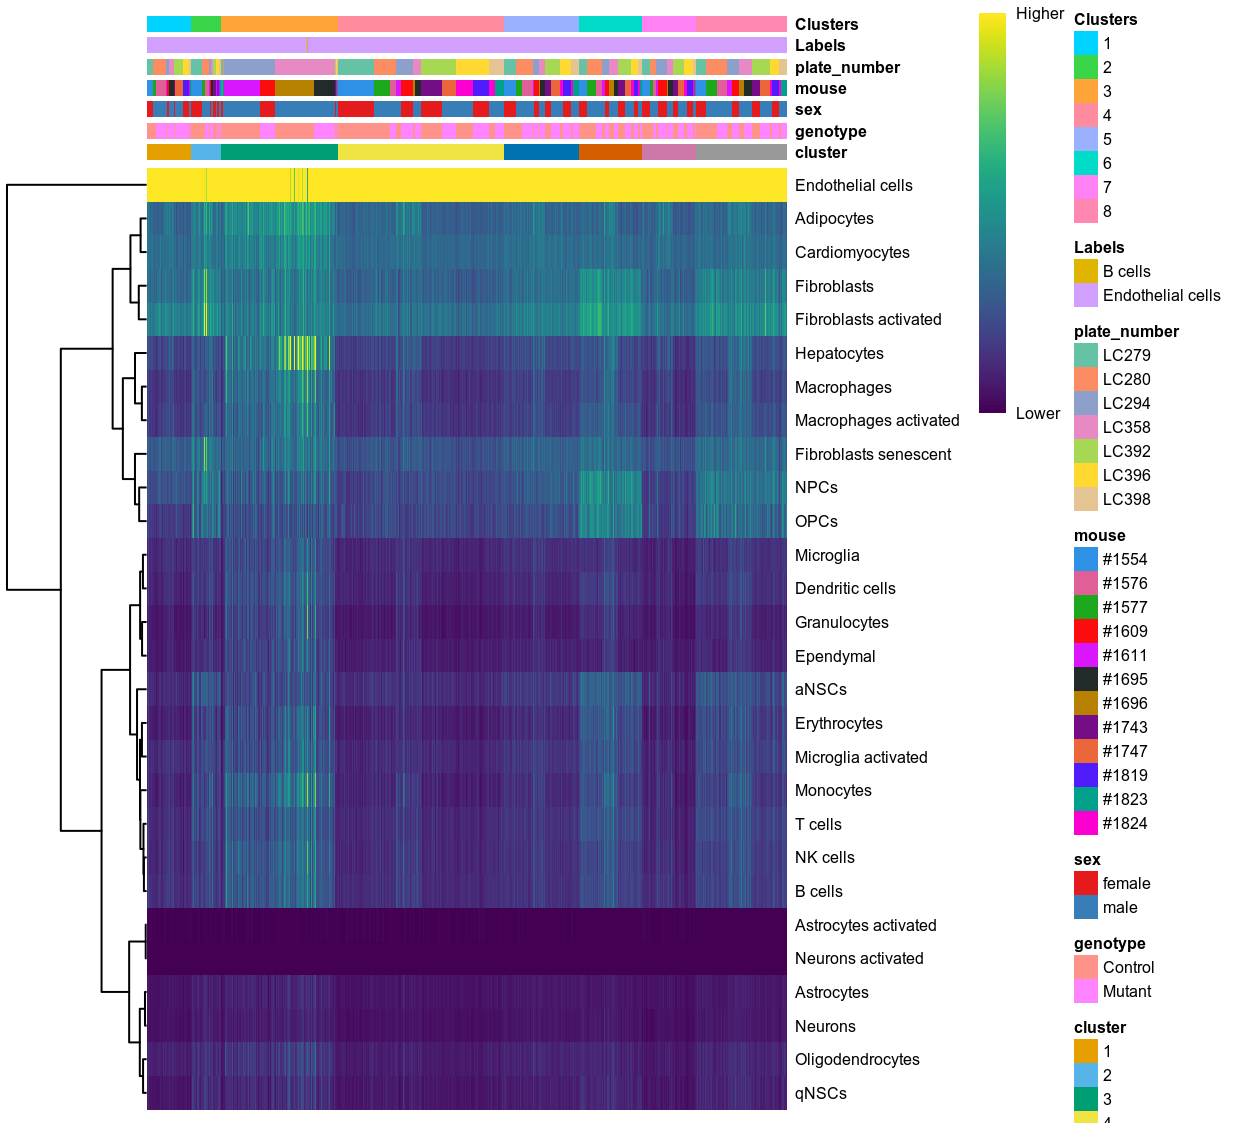 Clusters
Labels
plate_number
mouse
sex
genotype
cluster
Endothelial cells
Adipocytes
Cardiomyocytes
Fibroblasts
Fibroblasts activated
Hepatocytes
Macrophages
Macrophages activated
Fibroblasts senescent
NPCs
OPCs
Microglia
Dendritic cells
Granulocytes
Ependymal
aNSCs
Erythrocytes
Microglia activated
Monocytes
T cells
NK cells
B cells
Astrocytes activated
Neurons activated
Astrocytes
Neurons
Oligodendrocytes
qNSCs
Higher
Lower
Clusters
1
2
3
4
5
6
7
8
Labels
B cells
Endothelial cells
plate_number
LC279
LC280
LC294
LC358
LC392
LC396
LC398
mouse
#1554
#1576
#1577
#1609
#1611
#1695
#1696
#1743
#1747
#1819
#1823
#1824
sex
female
male
genotype
Control
Mutant
cluster
1
2
3
4